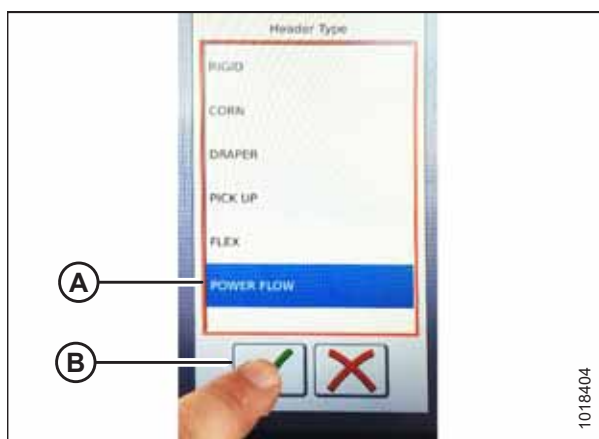 Header Type
RIGID
CORN
DRAPER
PICK UP
FLEX
A
POWER FLOW
B
1018404